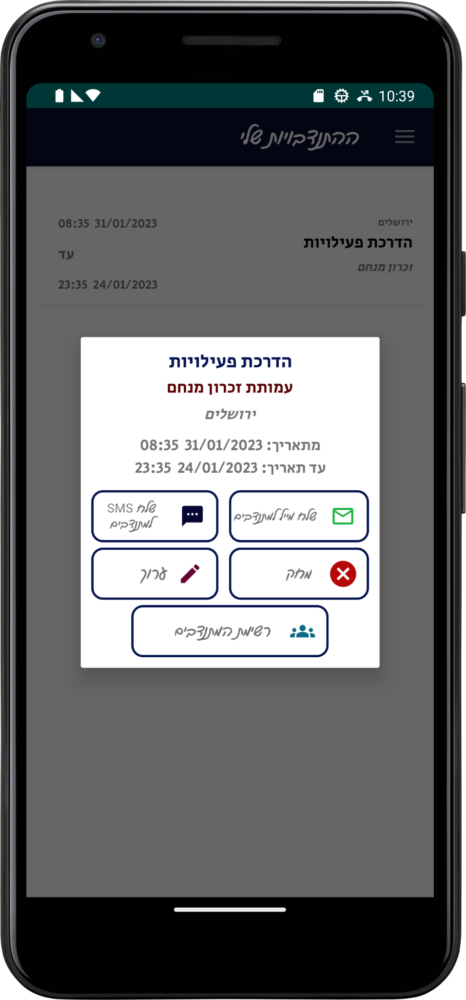 10:39
ההתנדבויות שלי
ירושלים
הדרכת פעילויות
זכרון מנחם
31/01/2023 08:35
עד
24/01/2023 23:35
הדרכת פעילויות
עמותת זכרון מנחם
ירושלים
מתאריך: 31/01/2023 08:35
עד תאריך: 24/01/2023 23:35
שלח מייל למתנדבים
שלח SMS
למתנדבים
מחק
ערוך
רשימת המתנדבים